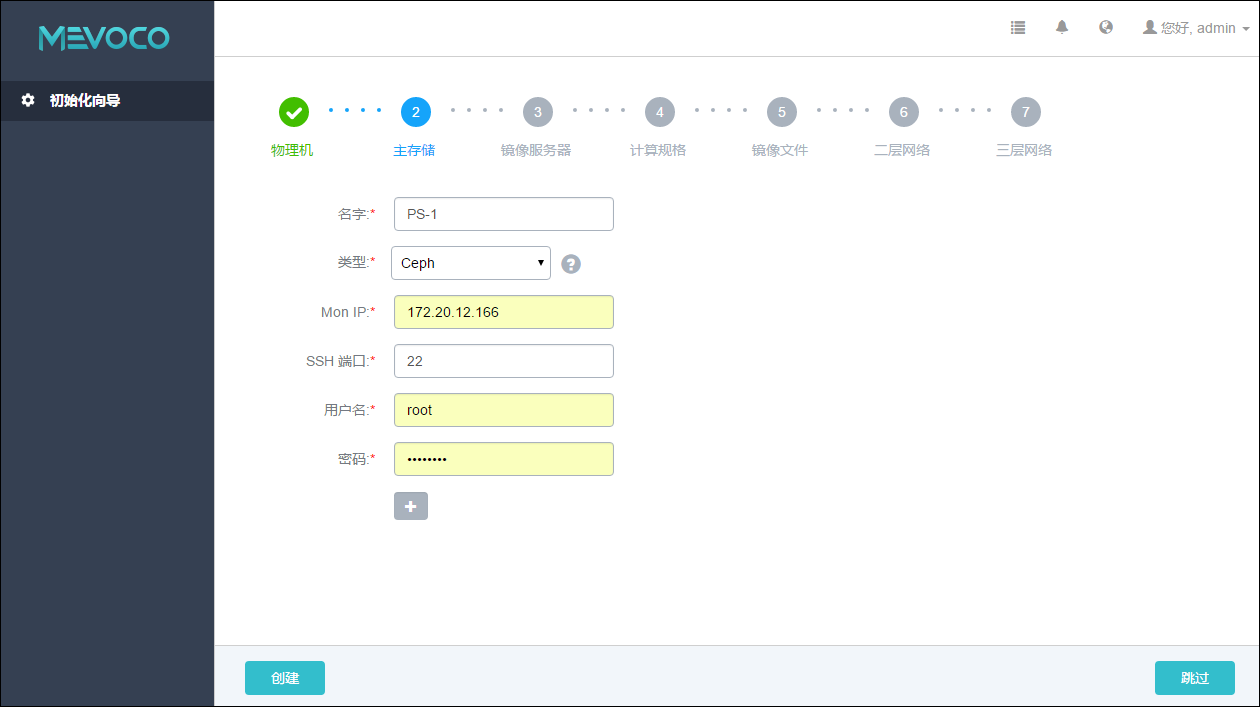 MEVOCO
您好, admin
初始化向导
2 3 4 5 6 7
物理机 主存储 镜像服务器 计算规格 镜像文件 二层网络 三层网络
名字:* PS-1
类型:* Ceph ?
Mon IP:* 172.20.12.166
SSH 端口:* 22
用户名:* root
密码:* ••••••••
创建 跳过